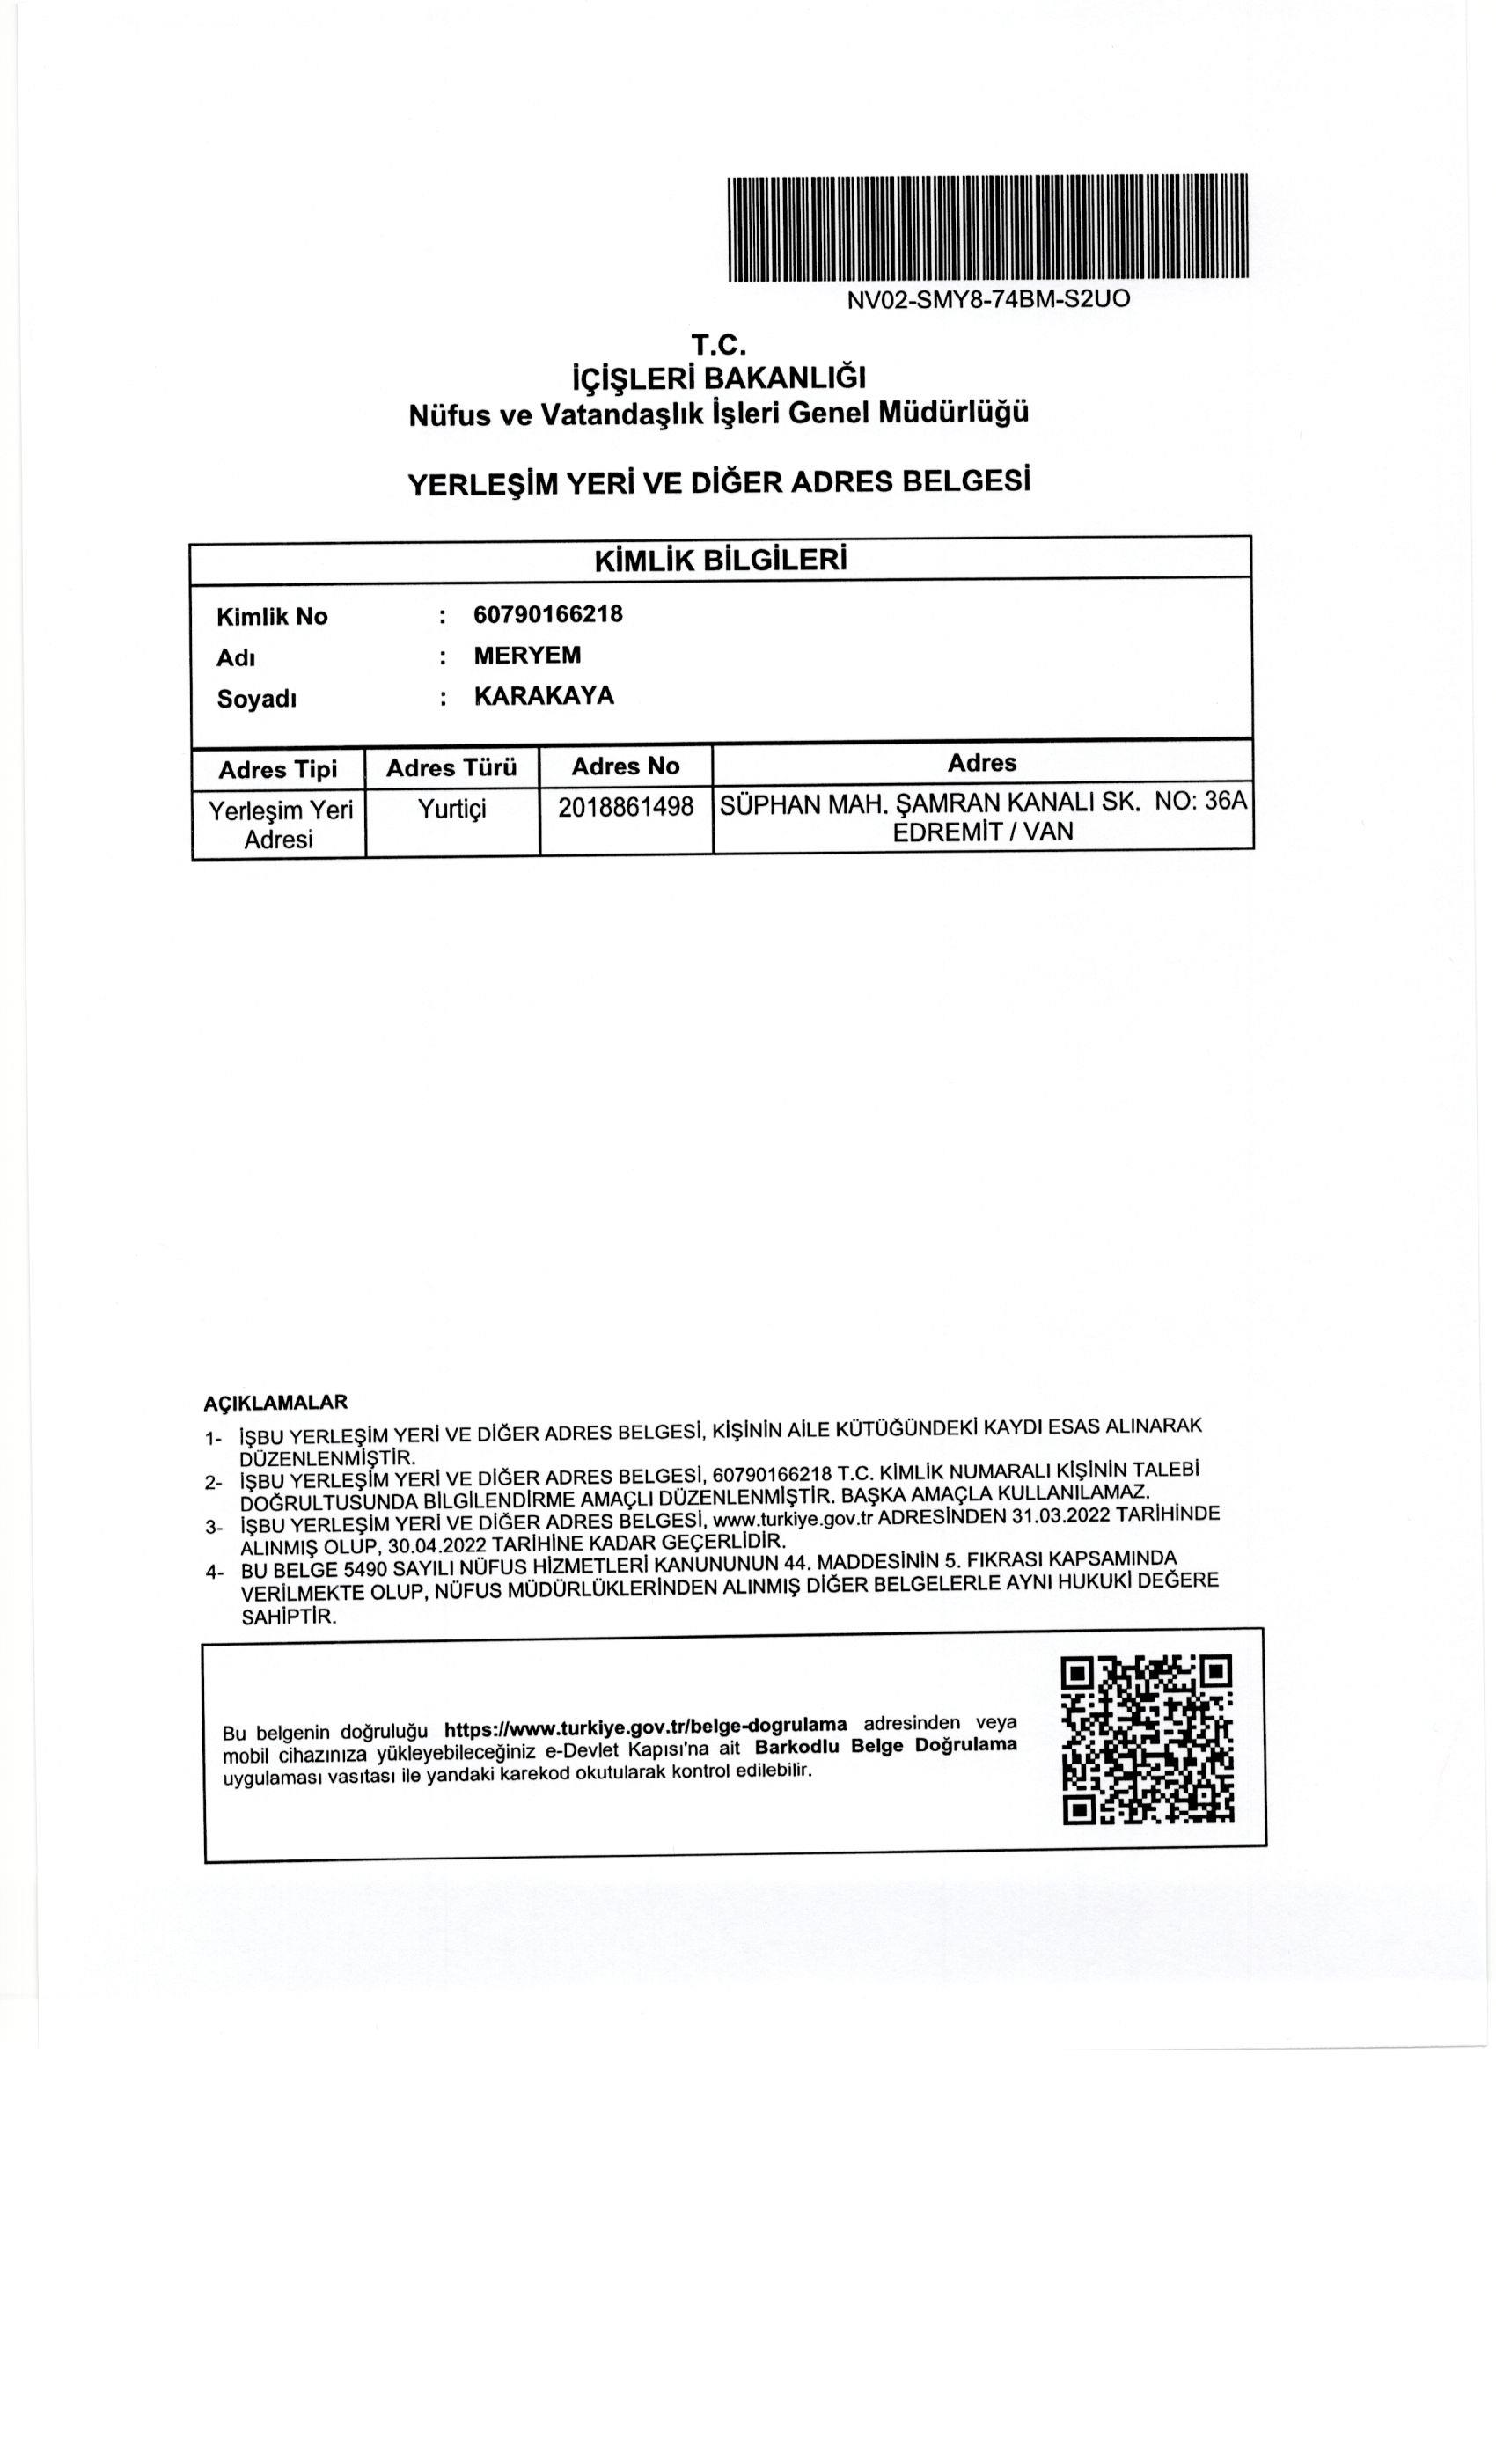 NV02-SMY8-74BM-S2UO
T.C.
İÇİŞLERİ BAKANLIĞI
Nüfus ve Vatandaşlık İşleri Genel Müdürlüğü
YERLEŞİM YERİ VE DİĞER ADRES BELGESİ
KİMLİK BİLGİLERİ
Kimlik No : 60790166218
Adı : MERYEM
Soyadı : KARAKAYA
Adres Tipi Adres Türü Adres No Adres
Yerleşim Yeri Yurtiçi 2018861498 SÜPHAN MAH. ŞAMRAN KANALI SK. NO: 36A
Adresi EDREMİT / VAN
AÇIKLAMALAR
1- İŞBU YERLEŞİM YERİ VE DİĞER ADRES BELGESİ, KİŞİNİN AİLE KÜTÜĞÜNDEKİ KAYDI ESAS ALINARAK
DÜZENLENMİŞTİR.
2- İŞBU YERLEŞİM YERİ VE DİĞER ADRES BELGESİ, 60790166218 T.C. KİMLİK NUMARALI KİŞİNİN TALEBİ
DOĞRULTUSUNDA BİLGİLENDİRME AMAÇLI DÜZENLENMİŞTİR. BAŞKA AMAÇLA KULLANILAMAZ.
3- İŞBU YERLEŞİM YERİ VE DİĞER ADRES BELGESİ, www.turkiye.gov.tr ADRESİNDEN 31.03.2022 TARİHİNDE
ALINMIŞ OLUP, 30.04.2022 TARİHİNE KADAR GEÇERLİDİR.
4- BU BELGE 5490 SAYILI NÜFUS HİZMETLERİ KANUNUNUN 44. MADDESİNİN 5. FIKRASI KAPSAMINDA
VERİLMEKTE OLUP, NÜFUS MÜDÜRLÜKLERİNDEN ALINMIŞ DİĞER BELGELERLE AYNI HUKUKİ DEĞERE
SAHİPTİR.
Bu belgenin doğruluğu https://www.turkiye.gov.tr/belge-dogrulama adresinden veya
mobil cihazınıza yükleyebileceğiniz e-Devlet Kapısı'na ait Barkodlu Belge Doğrulama
uygulaması vasıtası ile yandaki karekod okutularak kontrol edilebilir.